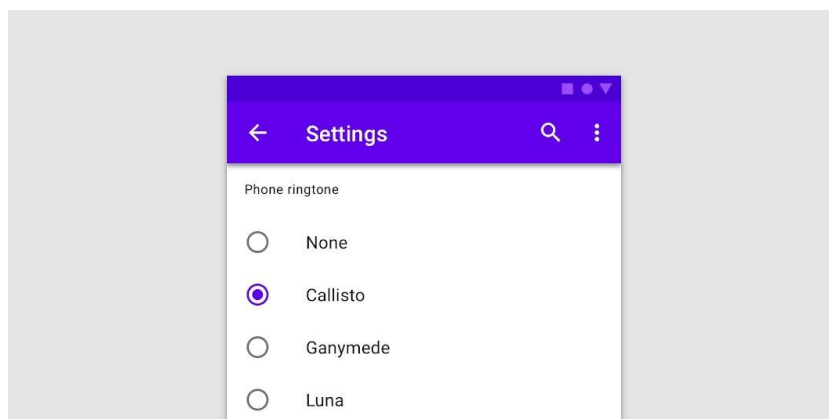 Settings
Phone ringtone
None
Callisto
Ganymede
Luna